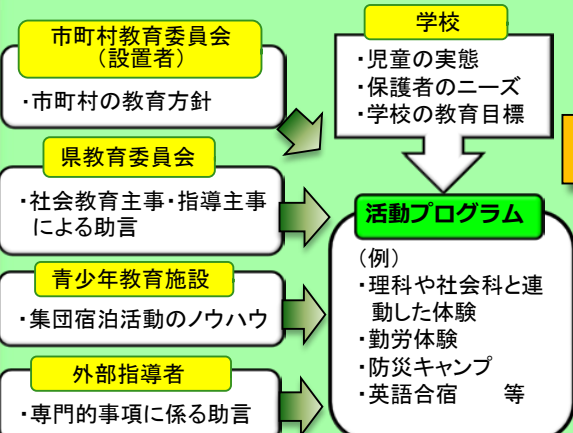 市町村教育委員会
（設置者）
・市町村の教育方針
県教育委員会
・社会教育主事・指導主事
による助言
青少年教育施設
・集団宿泊活動のノウハウ
外部指導者
・専門的事項に係る助言
学校
・児童の実態
・保護者のニーズ
・学校の教育目標
活動プログラム
（例）
・理科や社会科と連
動した体験
・勤労体験
・防災キャンプ
・英語合宿　　等